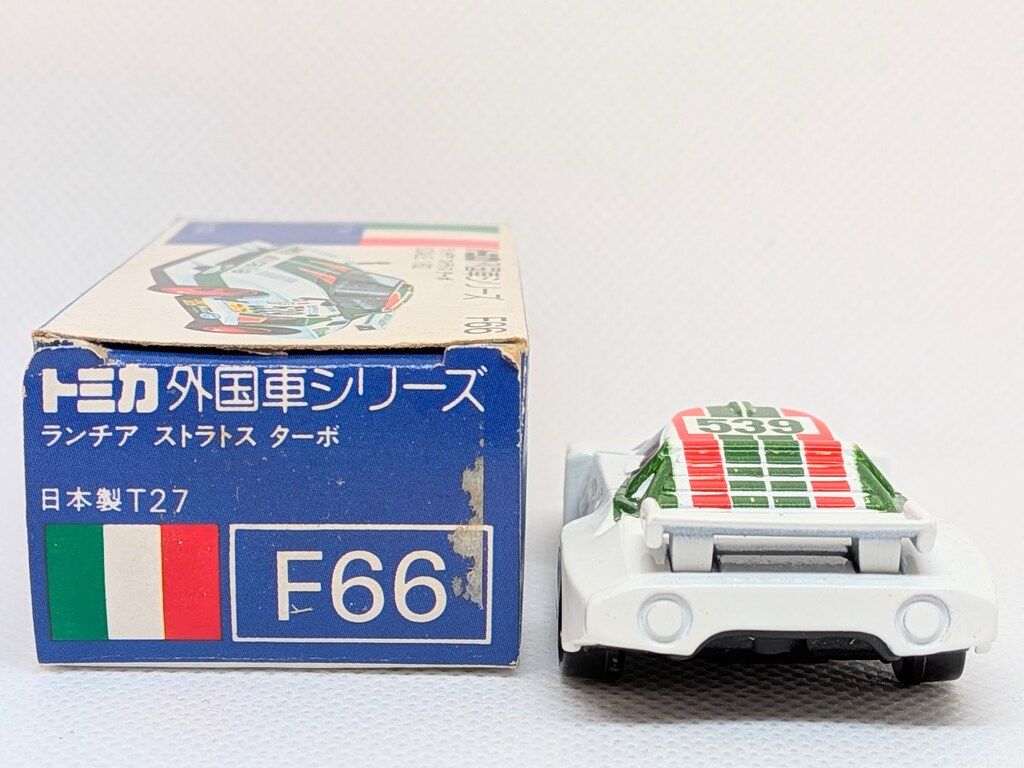 トミカ 外国車シリーズ
ランチア ストラトス ターボ
日本製T27
F66
F66
539